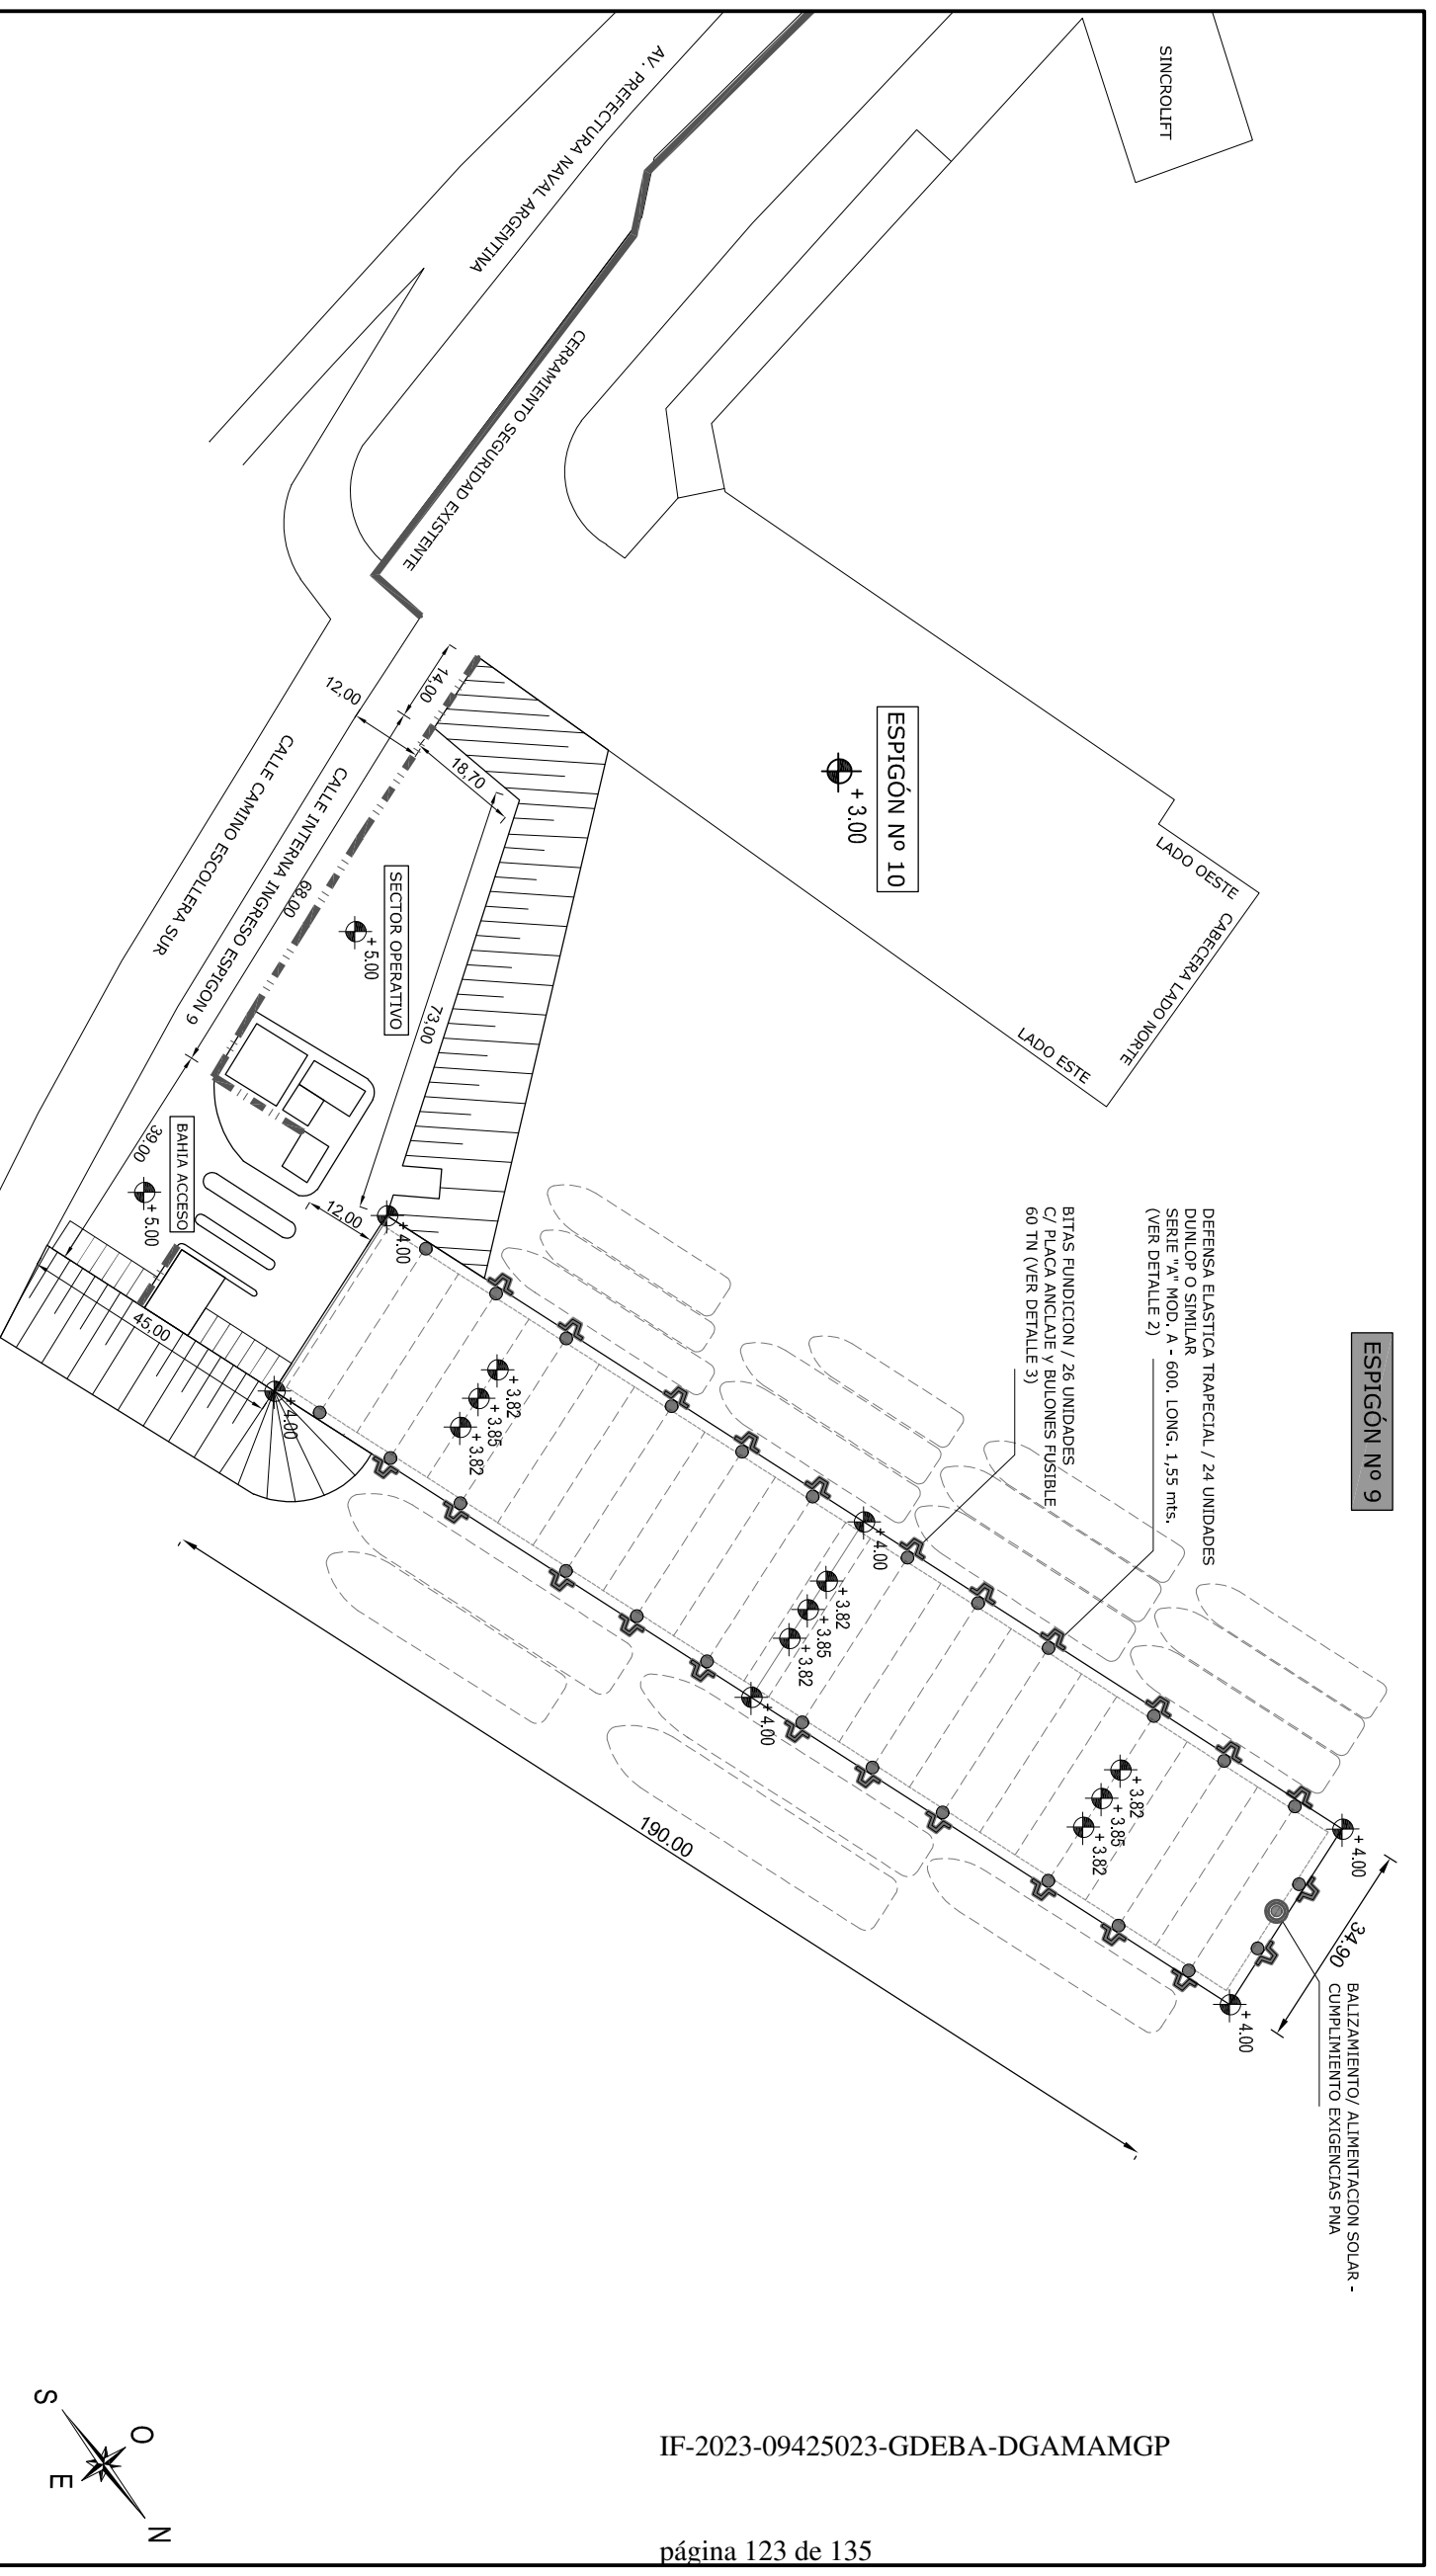 ESPIGÓN Nº 9
SINCROLIFT
DEFENSA ELASTICA TRAPECIAL / 24 UNIDADES
DUNLOP O SIMILAR
SERIE "A" MOD. A - 600. LONG. 1,55 mts.
(VER DETALLE 2)
BITAS FUNDICION / 26 UNIDADES
C/ PLACA ANCLAJE y BULONES FUSIBLE
60 TN (VER DETALLE 3)
BALIZAMIENTO/ ALIMENTACION SOLAR -
CUMPLIMIENTO EXIGENCIAS PNA
LADO OESTE
CABECERA LADO NORTE
LADO ESTE
ESPIGÓN Nº 10
+ 3.00
AV. PREFECTURA NAVAL ARGENTINA
CERRAMIENTO SEGURIDAD EXISTENTE
14,00
12,00
18,70
68,00
73,00
SECTOR OPERATIVO
+ 5.00
CALLE INTERNA INGRESO ESPIGON 9
CALLE CAMINO ESCOLLERA SUR
39.00
BAHIA ACCESO
+ 5.00
12,00
45,00
+ 4.00
+ 4.00
+ 3.82
+ 3.85
+ 3.82
+ 4.00
+ 3.82
+ 3.85
+ 3.82
+ 4.00
+ 3.82
+ 3.85
+ 3.82
+ 4.00
+ 4.00
34.90
190.00
S
O
E
N
IF-2023-09425023-GDEBA-DGAMAMGP
página 123 de 135